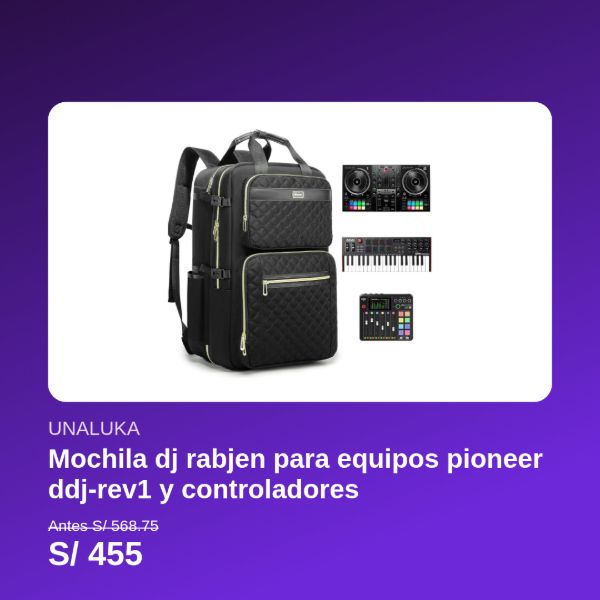 UNALUKA
Mochila dj rabjen para equipos pioneer
ddj-rev1 y controladores
Antes S/ 568.75
S/ 455